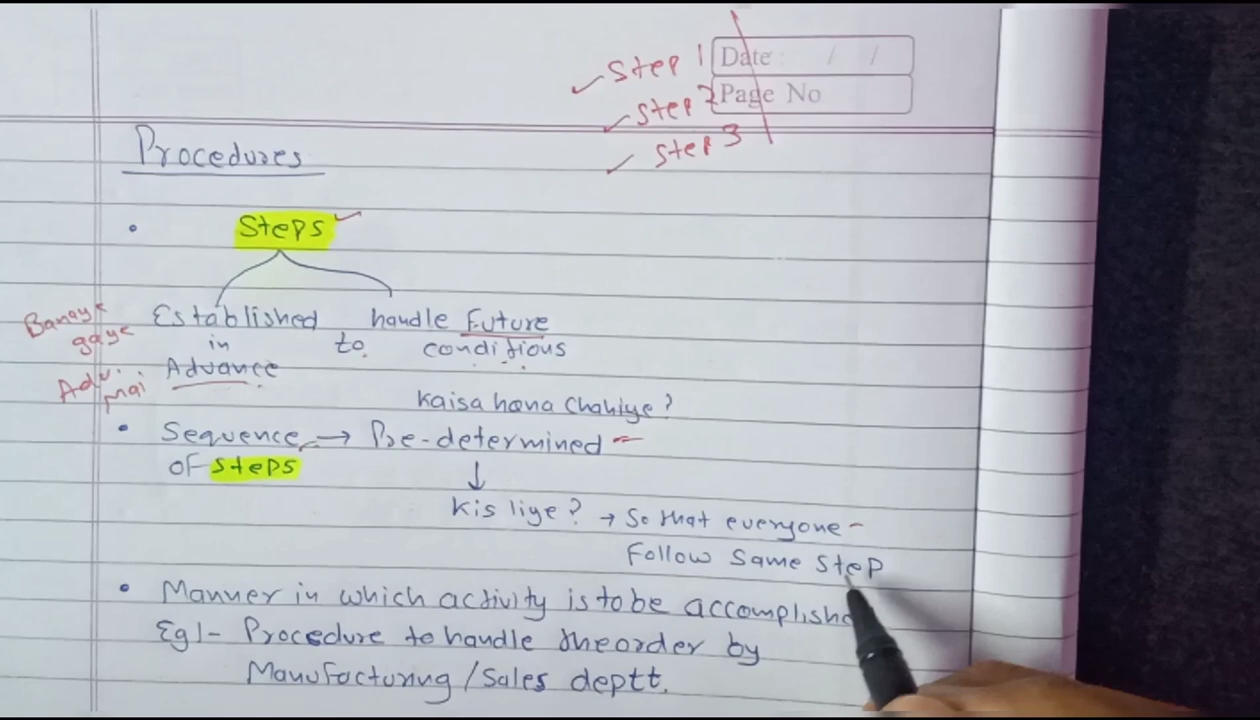 Step 1
Date / /
Step 2
Page No
Step 3
Procedures
Steps
Established handle Future
in to conditions
Advance
Banaye
gaye
Adv.
mai
Kaisa hona Chahiye?
Sequence → Pre-determined
of steps
Kis liye? → So that everyone
Follow Same Step
Manner in which activity is to be accomplishe
Eg!- Procedure to handle the order by
Manufacturing/Sales deptt.